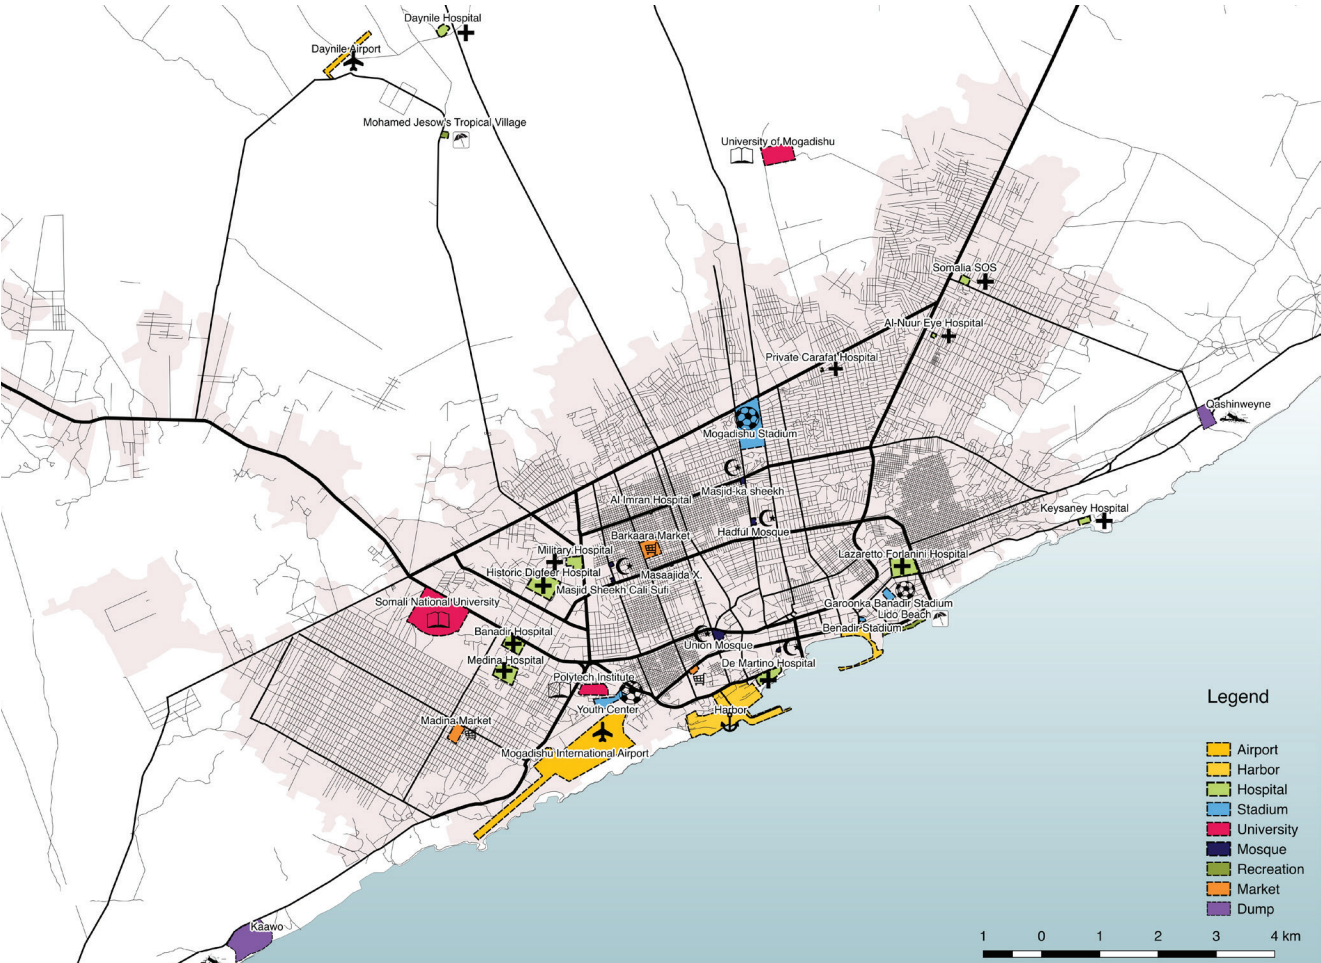 Daynile Hospital
Daynile Airport
Mohamed Jesow's Tropical Village
University of Mogadishu
Somalia SOS
Al-Nuur Eye Hospital
Private Carafat Hospital
Qashinweyne
Mogadishu Stadium
Masjid-ka sheekh
Al Imran Hospital
Keysaney Hospital
Hadful Mosque
Barkaara Market
Military Hospital
Lazaretto Forlanini Hospital
Historic Digfeer Hospital
Masaajida X.
Masjid Sheekh Cali Sufi
Somali National University
Garoonka Banadir Stadium
Lido Beach
Benadir Stadium
Banadir Hospital
Union Mosque
Medina Hospital
De Martino Hospital
Polytech Institute
Youth Center
Harbor
Madina Market
Mogadishu International Airport
Kaawo
Legend
Airport
Harbor
Hospital
Stadium
University
Mosque
Recreation
Market
Dump
1 0 1 2 3 4 km